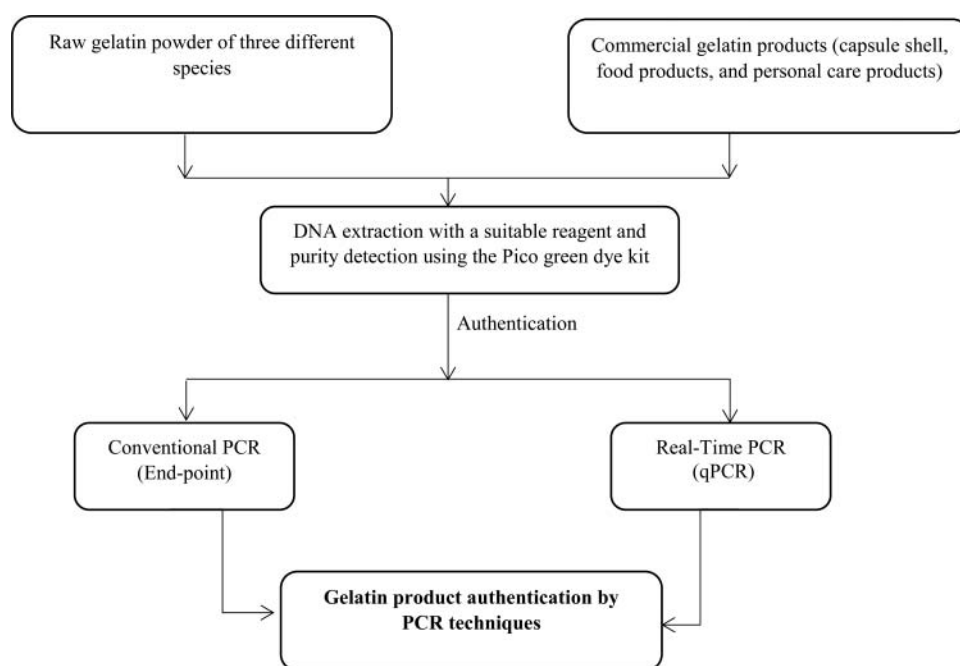 Raw gelatin powder of three different
species
Commercial gelatin products (capsule shell,
food products, and personal care products)
DNA extraction with a suitable reagent and
purity detection using the Pico green dye kit
Authentication
Conventional PCR
(End-point)
Real-Time PCR
(qPCR)
Gelatin product authentication by
PCR techniques